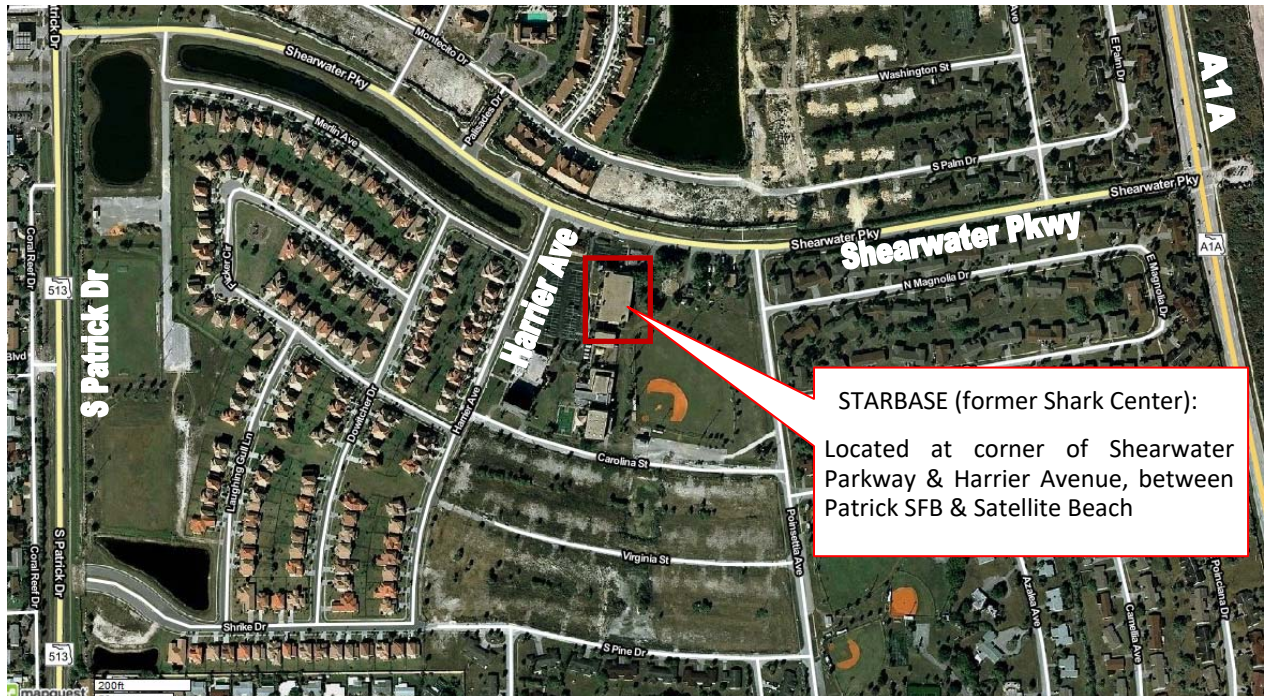 Patrick Dr
Shearwater Pky
Montecito Dr
Palisades Dr
Ave
E Palm Dr
Washington St
A1A
Merlin Ave
S Palm Dr
Shearwater Pky
Shearwater Pky
Shearwater Pkwy
A1A
Coral Reef Dr
513
Blvd
S Patrick Dr
Harrier Ave
N Magnolia Dr
E Magnolia Dr
Dowitcher Dr
Harrier Ave
Laughing Gull Ln
Carolina St
STARBASE (former Shark Center):
Located at corner of Shearwater
Parkway & Harrier Avenue, between
Patrick SFB & Satellite Beach
Virginia St
Poinsettia Ave
S Patrick Dr
Coral Reef Dr
Azalea Ave
Camellia Ave
Poinciana Dr
Shrike Dr
S Pine Dr
513
200ft
mapquest